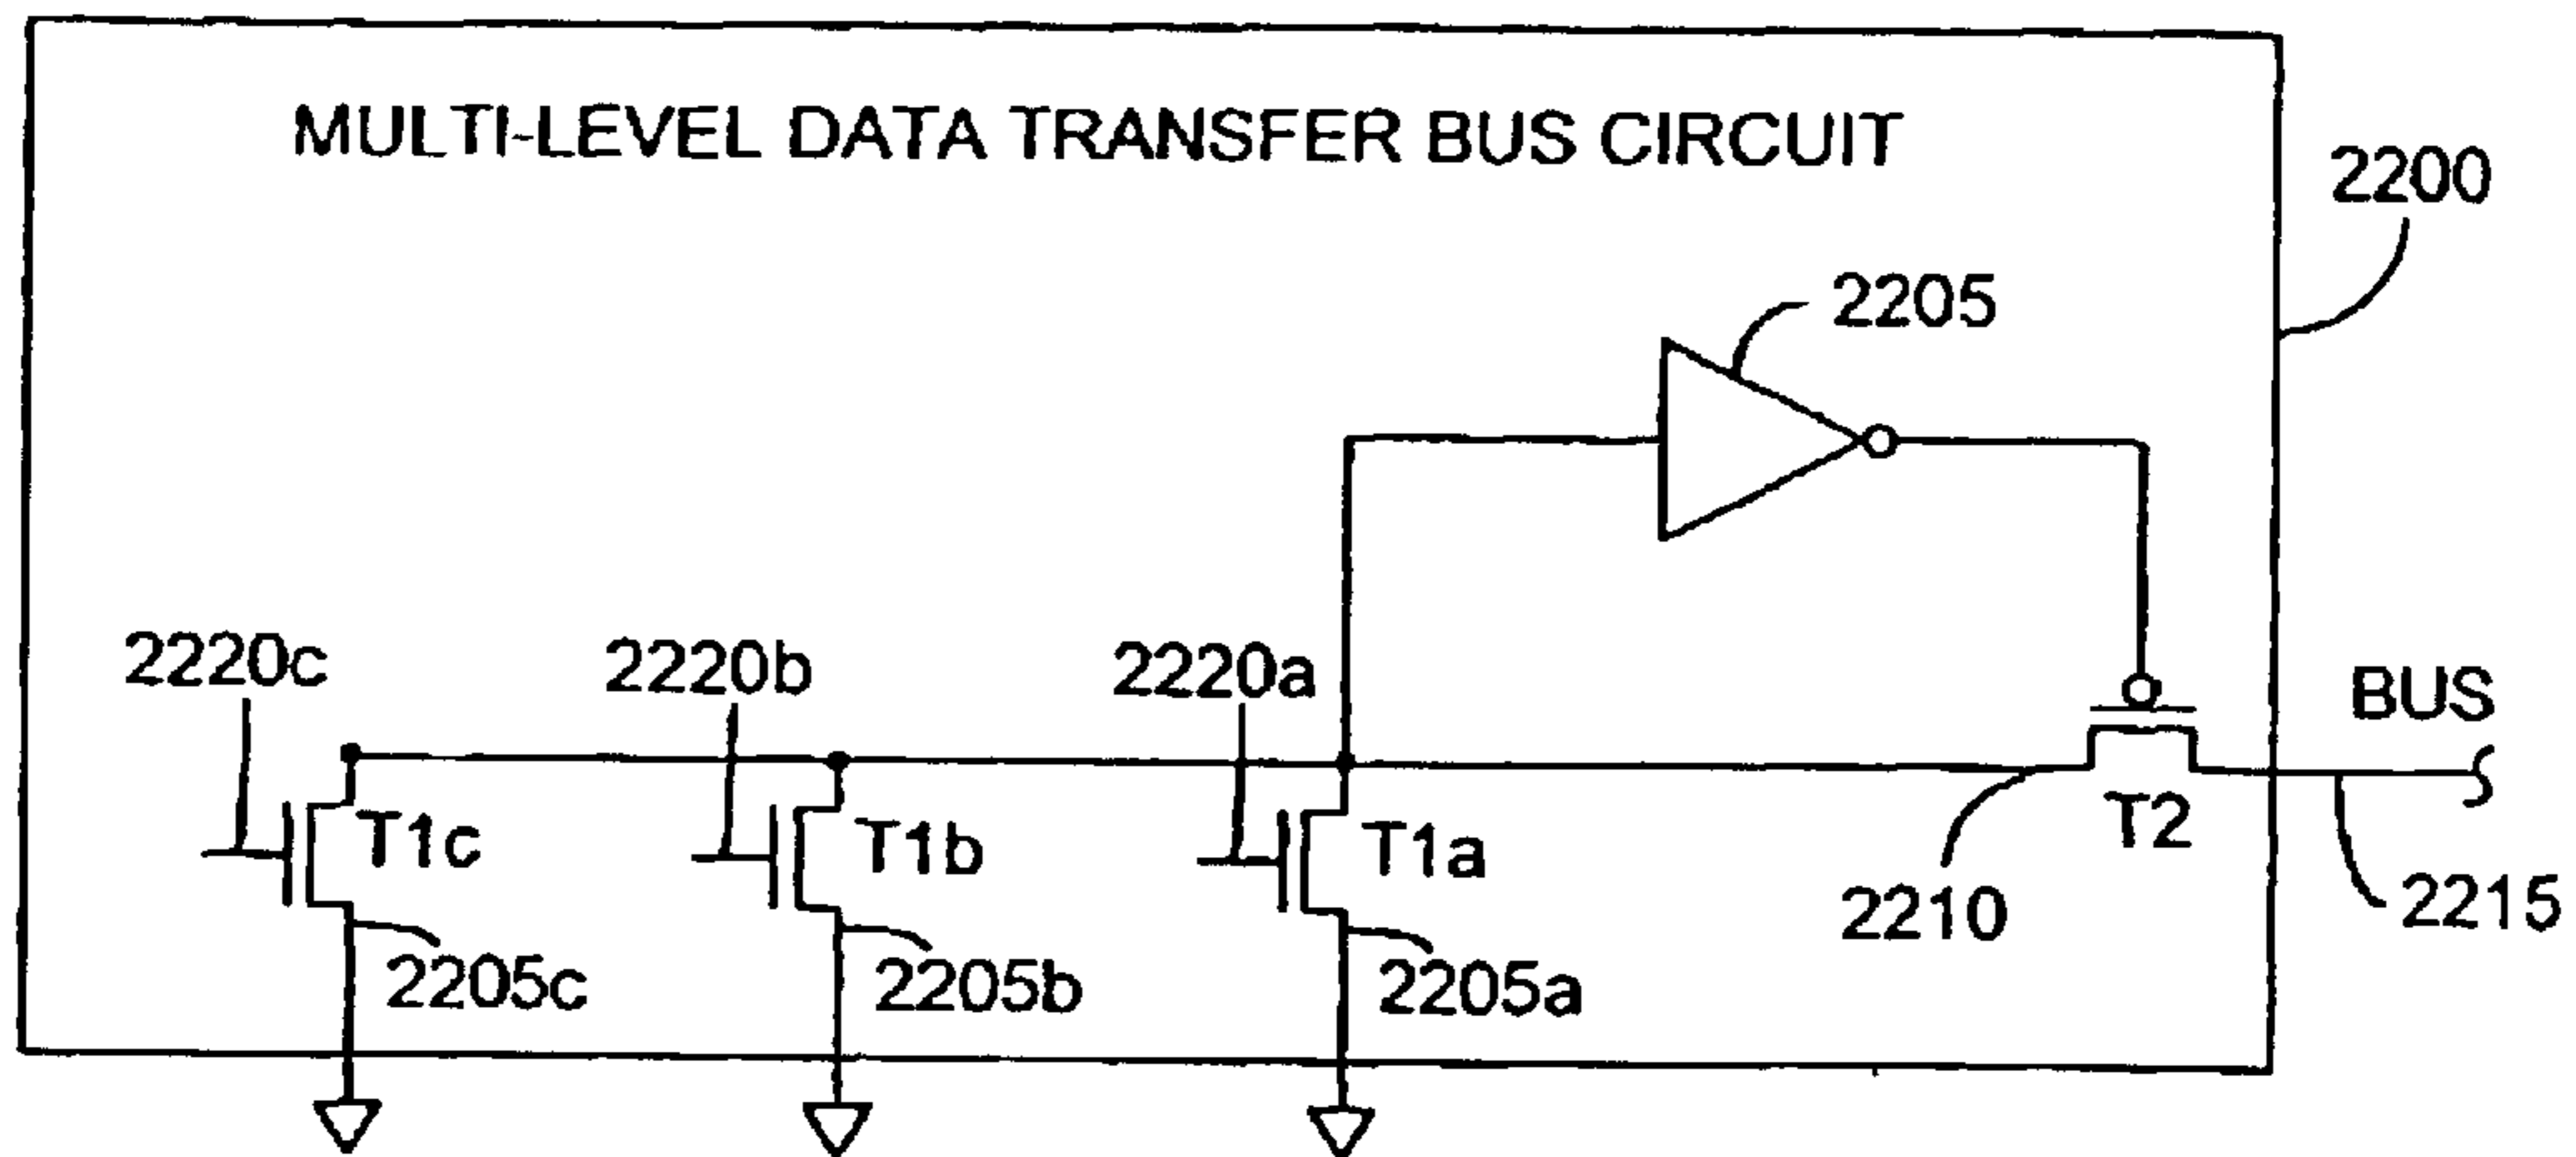 MULTI-LEVEL DATA TRANSFER BUS CIRCUIT
2200
2205
2220c
2220b
2220a
BUS
T1c
T1b
T1a
T2
2210
2215
2205c
2205b
2205a